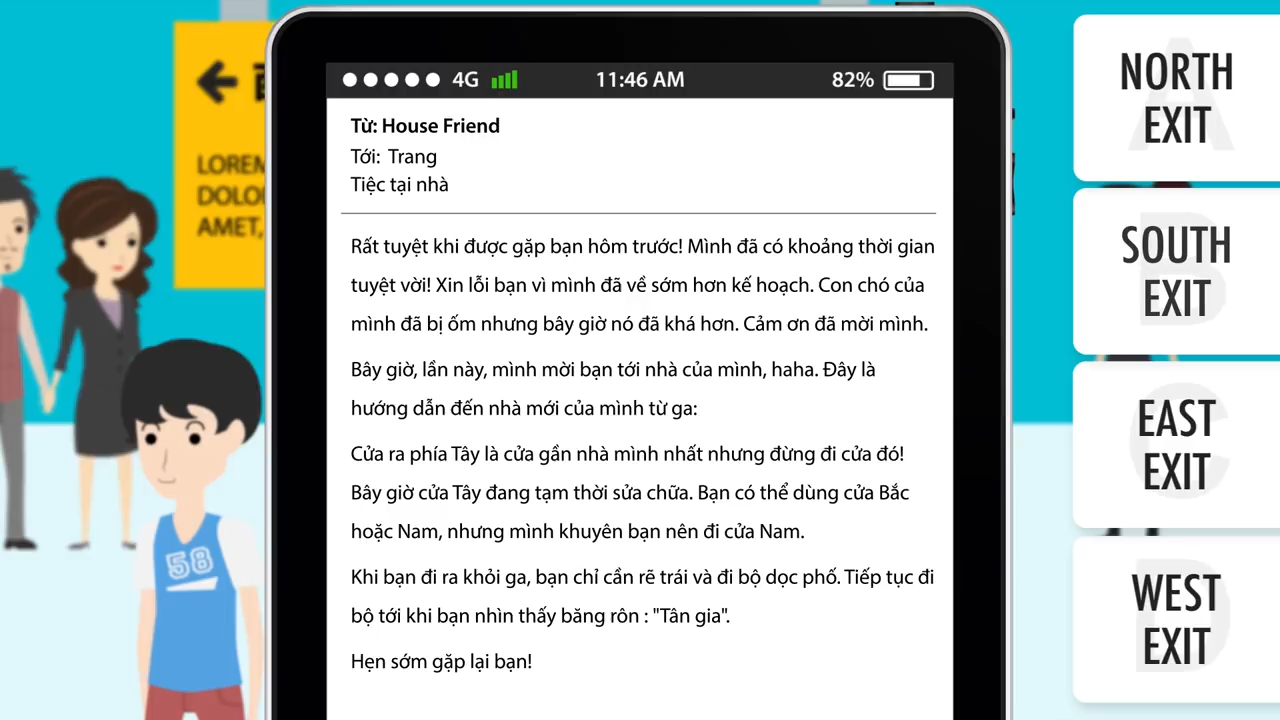 LOREM
DOLO
AMET,
4G 11:46 AM 82%
Từ: House Friend
Tới: Trang
Tiệc tại nhà
Rất tuyệt khi được gặp bạn hôm trước! Mình đã có khoảng thời gian
tuyệt vời! Xin lỗi bạn vì mình đã về sớm hơn kế hoạch. Con chó của
mình đã bị ốm nhưng bây giờ nó đã khá hơn. Cảm ơn đã mời mình.
Bây giờ, lần này, mình mời bạn tới nhà của mình, haha. Đây là
hướng dẫn đến nhà mới của mình từ ga:
Cửa ra phía Tây là cửa gần nhà mình nhất nhưng đừng đi cửa đó!
Bây giờ cửa Tây đang tạm thời sửa chữa. Bạn có thể dùng cửa Bắc
hoặc Nam, nhưng mình khuyên bạn nên đi cửa Nam.
Khi bạn đi ra khỏi ga, bạn chỉ cần rẽ trái và đi bộ dọc phố. Tiếp tục đi
bộ tới khi bạn nhìn thấy băng rôn : "Tân gia".
Hẹn sớm gặp lại bạn!
58
A
NORTH
EXIT
B
SOUTH
EXIT
C
EAST
EXIT
D
WEST
EXIT